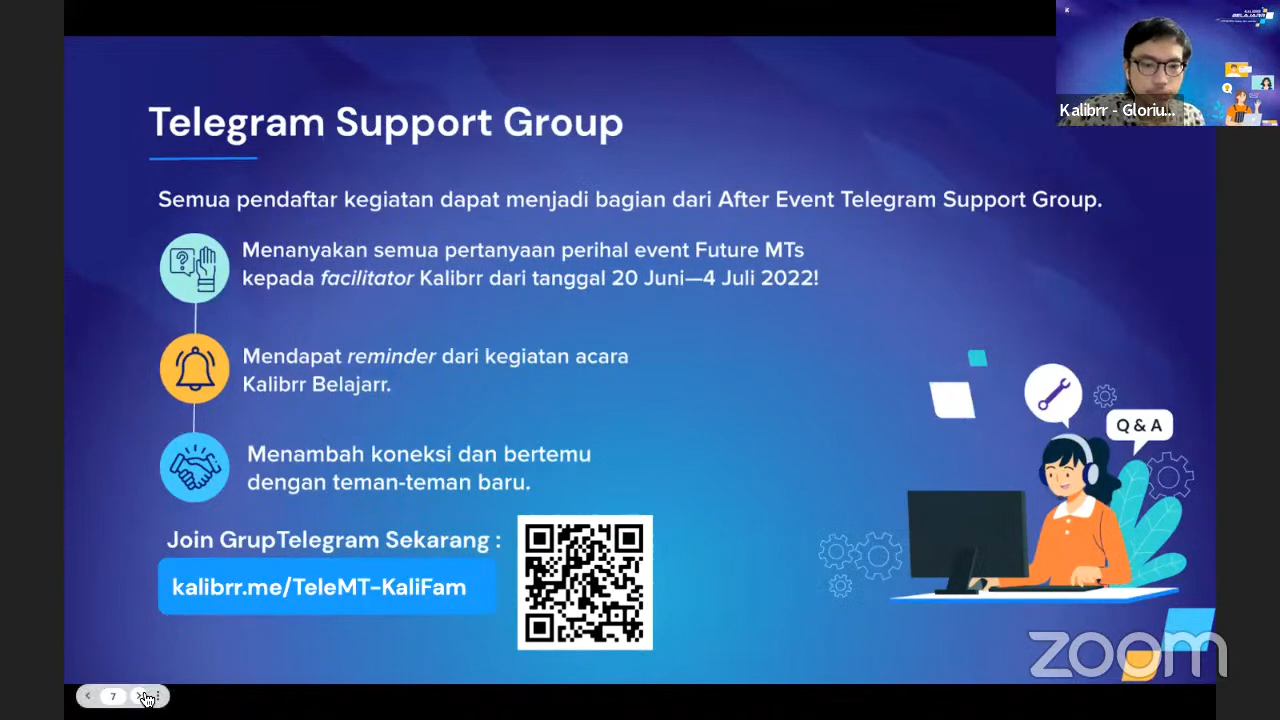 Telegram Support Group
Semua pendaftar kegiatan dapat menjadi bagian dari After Event Telegram Support Group.
Menanyakan semua pertanyaan perihal event Future MTs
kepada facilitator Kalibrr dari tanggal 20 Juni—4 Juli 2022!
Mendapat reminder dari kegiatan acara
Kalibrr Belajarr.
Menambah koneksi dan bertemu
dengan teman-teman baru.
Join GrupTelegram Sekarang :
kalibrr.me/TeleMT-KaliFam
Q & A
Kalibrr - Gloriu...
zoom
7